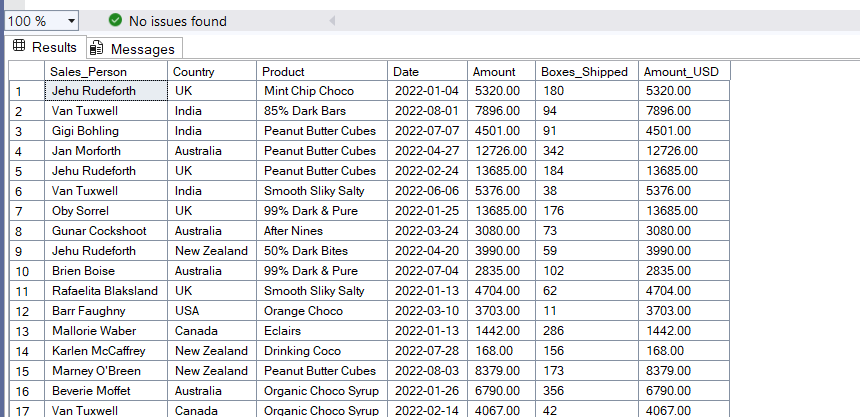 100 % No issues found
Results Messages
Sales_Person Country Product Date Amount Boxes_Shipped Amount_USD
1 Jehu Rudeforth UK Mint Chip Choco 2022-01-04 5320.00 180 5320.00
2 Van Tuxwell India 85% Dark Bars 2022-08-01 7896.00 94 7896.00
3 Gigi Bohling India Peanut Butter Cubes 2022-07-07 4501.00 91 4501.00
4 Jan Morforth Australia Peanut Butter Cubes 2022-04-27 12726.00 342 12726.00
5 Jehu Rudeforth UK Peanut Butter Cubes 2022-02-24 13685.00 184 13685.00
6 Van Tuxwell India Smooth Sliky Salty 2022-06-06 5376.00 38 5376.00
7 Oby Sorrel UK 99% Dark & Pure 2022-01-25 13685.00 176 13685.00
8 Gunar Cockshoot Australia After Nines 2022-03-24 3080.00 73 3080.00
9 Jehu Rudeforth New Zealand 50% Dark Bites 2022-04-20 3990.00 59 3990.00
10 Brien Boise Australia 99% Dark & Pure 2022-07-04 2835.00 102 2835.00
11 Rafaelita Blaksland UK Smooth Sliky Salty 2022-01-13 4704.00 62 4704.00
12 Barr Faughny USA Orange Choco 2022-03-10 3703.00 11 3703.00
13 Mallorie Waber Canada Eclairs 2022-01-13 1442.00 286 1442.00
14 Karlen McCaffrey New Zealand Drinking Coco 2022-07-28 168.00 156 168.00
15 Marney O'Breen New Zealand Peanut Butter Cubes 2022-08-03 8379.00 173 8379.00
16 Beverie Moffet Australia Organic Choco Syrup 2022-01-26 6790.00 356 6790.00
17 Van Tuxwell Canada Organic Choco Syrup 2022-02-14 4067.00 42 4067.00